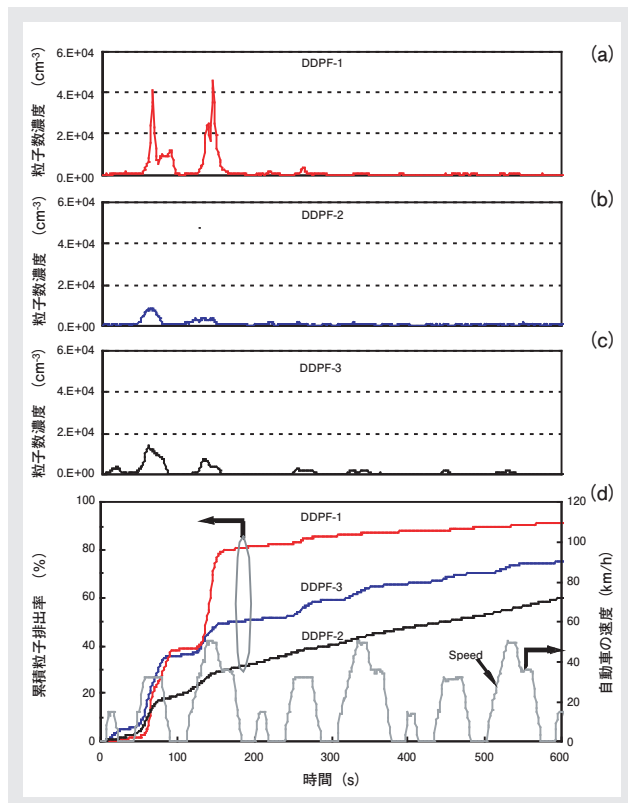 (a)
粒子数濃度 (cm-3)
6.E+04
4.E+04
2.E+04
0.E+00
DDPF-1
(b)
粒子数濃度 (cm-3)
6.E+04
4.E+04
2.E+04
0.E+00
DDPF-2
(c)
粒子数濃度 (cm-3)
6.E+04
4.E+04
2.E+04
0.E+00
DDPF-3
(d)
累積粒子排出率 (%)
100
80
60
40
20
0
DDPF-1
DDPF-3
DDPF-2
Speed
120
100
80
60
40
20
0
自動車の速度 (km/h)
0 100 200 300 400 500 600
時間 (s)